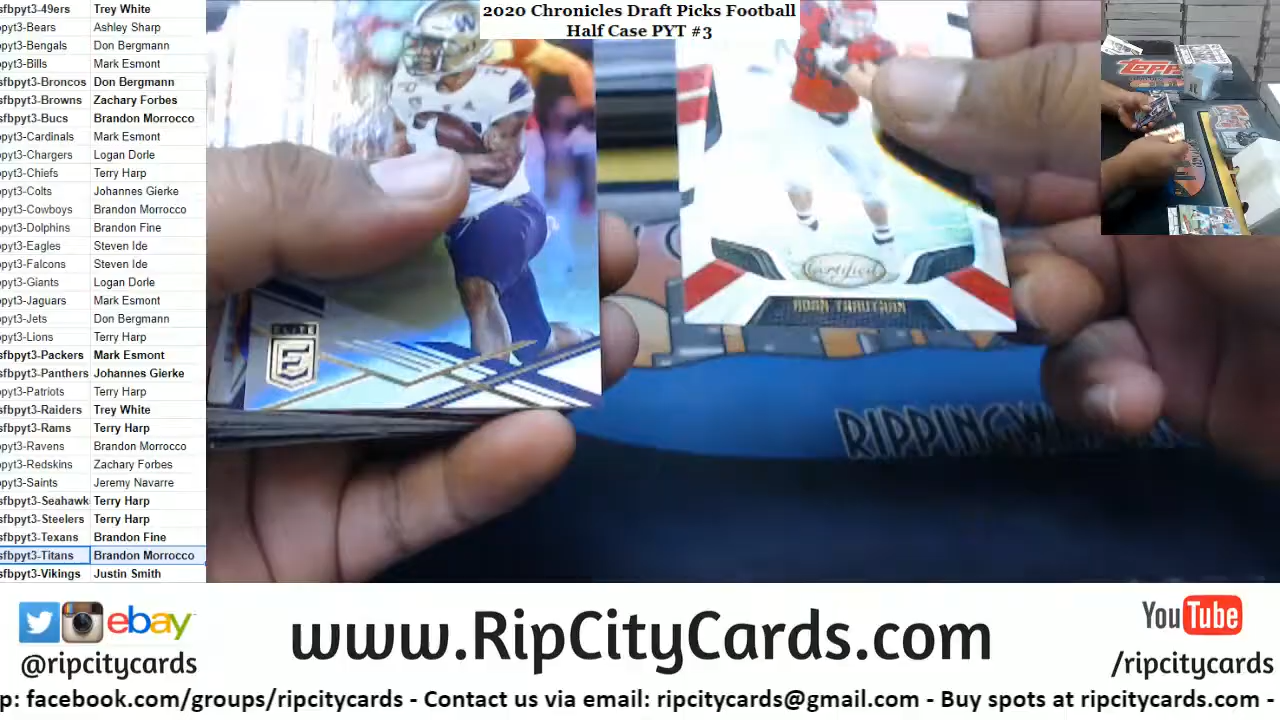 2020 Chronicles Draft Picks Football
Half Case PYT #3
sfbpyt3-49ers Trey White
pyt3-Bears Ashley Sharp
pyt3-Bengals Don Bergmann
pyt3-Bills Mark Esmont
sfbpyt3-Broncos Don Bergmann
sfbpyt3-Browns Zachary Forbes
sfbpyt3-Bucs Brandon Morrocco
pyt3-Cardinals Mark Esmont
pyt3-Chargers Logan Dorle
pyt3-Chiefs Terry Harp
pyt3-Colts Johannes Gierke
pyt3-Cowboys Brandon Morrocco
pyt3-Dolphins Brandon Fine
pyt3-Eagles Steven Ide
pyt3-Falcons Steven Ide
pyt3-Giants Logan Dorle
pyt3-Jaguars Mark Esmont
pyt3-Jets Don Bergmann
pyt3-Lions Terry Harp
sfbpyt3-Packers Mark Esmont
sfbpyt3-Panthers Johannes Gierke
pyt3-Patriots Terry Harp
sfbpyt3-Raiders Trey White
sfbpyt3-Rams Terry Harp
pyt3-Ravens Brandon Morrocco
pyt3-Redskins Zachary Forbes
pyt3-Saints Jeremy Navarre
sfbpyt3-Seahawk Terry Harp
sfbpyt3-Steelers Terry Harp
sfbpyt3-Texans Brandon Fine
sfbpyt3-Titans Brandon Morrocco
sfbpyt3-Vikings Justin Smith
W
ELITE
E
Certified
ADAM TRAUTMAN
TOPPS
ebay
@ripcitycards
www.RipCityCards.com
YouTube
/ripcitycards
p: facebook.com/groups/ripcitycards - Contact us via email: ripcitycards@gmail.com - Buy spots at ripcitycards.com -